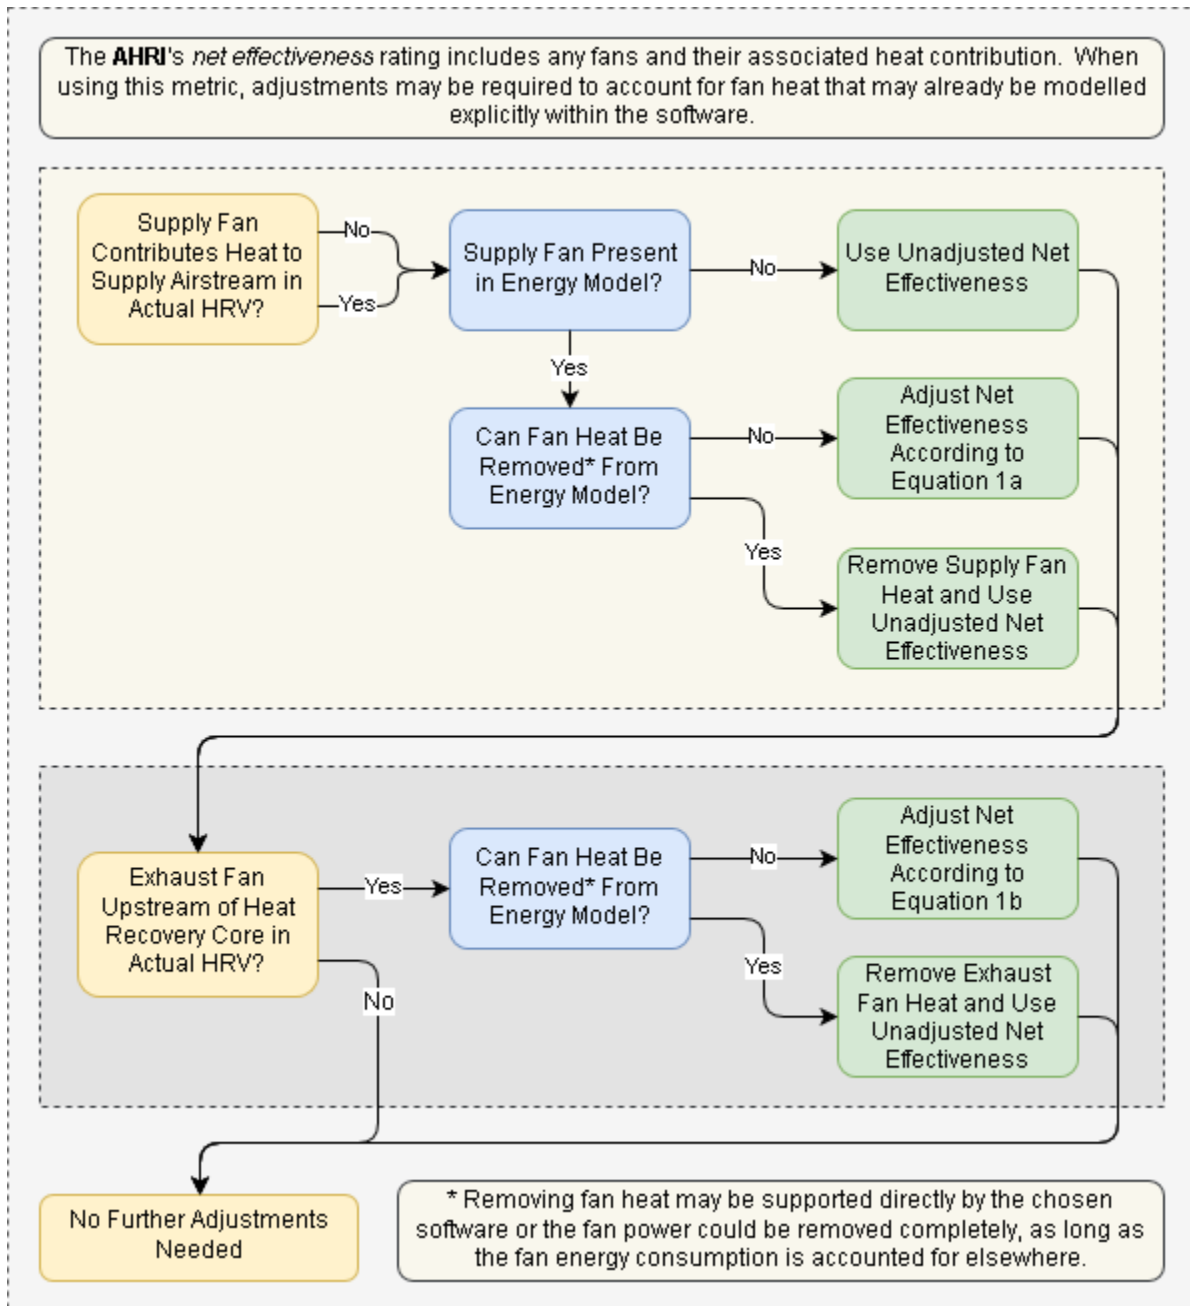 The AHRI's net effectiveness rating includes any fans and their associated heat contribution. When
using this metric, adjustments may be required to account for fan heat that may already be modelled
explicitly within the software.
Supply Fan
Contributes Heat to
Supply Airstream in
Actual HRV?
No
Yes
Supply Fan Present
in Energy Model?
No
Use Unadjusted Net
Effectiveness
Yes
Can Fan Heat Be
Removed* From
Energy Model?
No
Adjust Net
Effectiveness
According to
Equation 1a
Yes
Remove Supply Fan
Heat and Use
Unadjusted Net
Effectiveness
Exhaust Fan
Upstream of Heat
Recovery Core in
Actual HRV?
Yes
No
Can Fan Heat Be
Removed* From
Energy Model?
No
Adjust Net
Effectiveness
According to
Equation 1b
Yes
Remove Exhaust
Fan Heat and Use
Unadjusted Net
Effectiveness
No Further Adjustments
Needed
* Removing fan heat may be supported directly by the chosen
software or the fan power could be removed completely, as long as
the fan energy consumption is accounted for elsewhere.